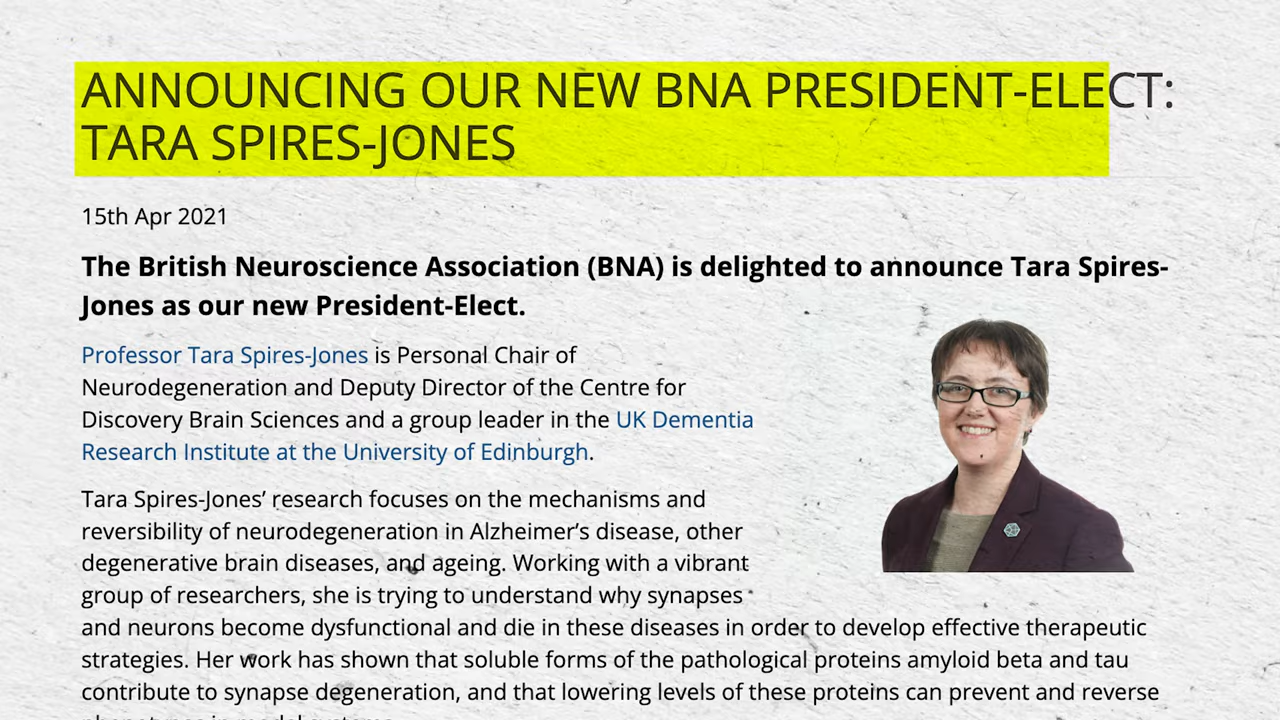 ANNOUNCING OUR NEW BNA PRESIDENT-ELECT:
TARA SPIRES-JONES
15th Apr 2021
The British Neuroscience Association (BNA) is delighted to announce Tara Spires-
Jones as our new President-Elect.
Professor Tara Spires-Jones is Personal Chair of
Neurodegeneration and Deputy Director of the Centre for
Discovery Brain Sciences and a group leader in the UK Dementia
Research Institute at the University of Edinburgh.
Tara Spires-Jones’ research focuses on the mechanisms and
reversibility of neurodegeneration in Alzheimer’s disease, other
degenerative brain diseases, and ageing. Working with a vibrant
group of researchers, she is trying to understand why synapses
and neurons become dysfunctional and die in these diseases in order to develop effective therapeutic
strategies. Her work has shown that soluble forms of the pathological proteins amyloid beta and tau
contribute to synapse degeneration, and that lowering levels of these proteins can prevent and reverse